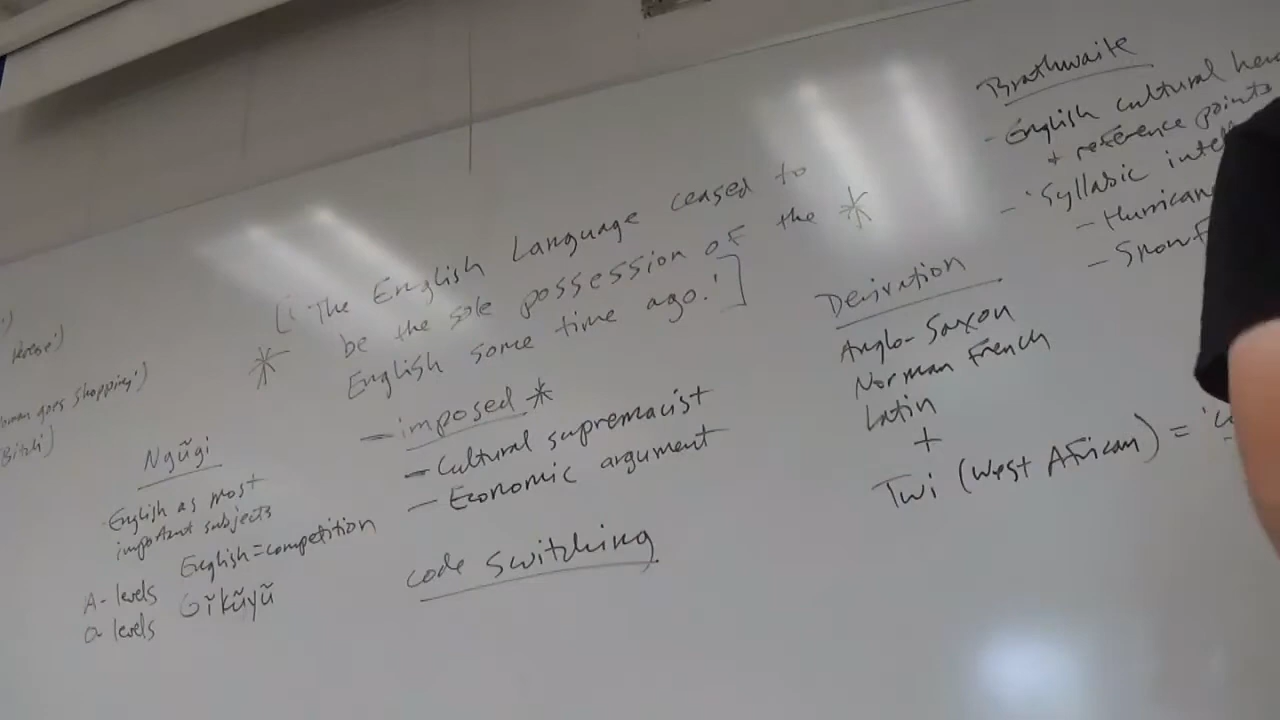 Goes Shopping')
Ngũgi
- English as most
important subjects
English = competition
A-levels
O levels
Gĩkũyũ
['The English Language ceased to
be the sole possession of the *
* English some time ago.']
- imposed *
- Cultural supremacist
- Economic argument
code switching
Derivation
Anglo-Saxon
Norman French
Latin
+
Twi (West African) =
Brathwaite
- English cultural
+ reference points
- 'Syllabic
- Hurricane
-